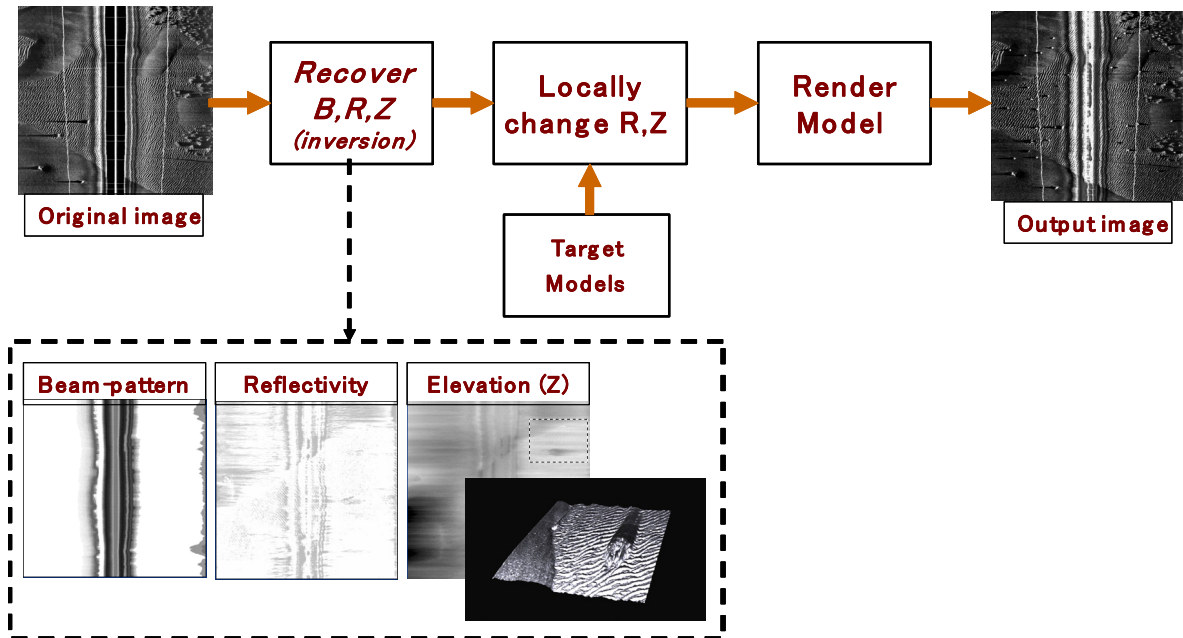 Original image
Recover
B,R,Z
(inversion)
Locally
change R,Z
Target
Models
Render
Model
Output image
Beam-pattern
Reflectivity
Elevation (Z)